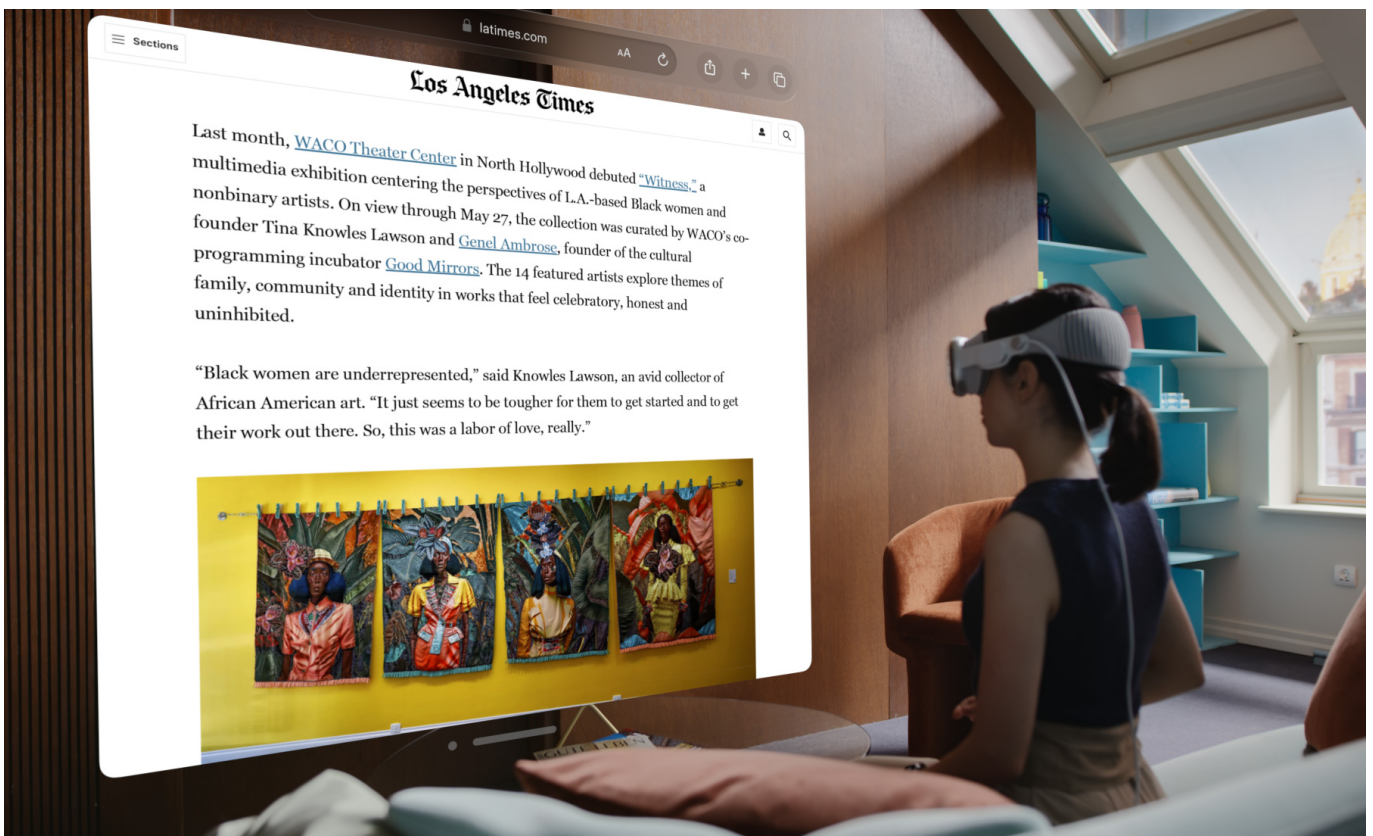 latimes.com
AA
Sections
Los Angeles Times
Last month, WACO Theater Center in North Hollywood debuted “Witness,” a
multimedia exhibition centering the perspectives of L.A.-based Black women and
nonbinary artists. On view through May 27, the collection was curated by WACO’s co-
founder Tina Knowles Lawson and Genel Ambrose, founder of the cultural
programming incubator Good Mirrors. The 14 featured artists explore themes of
family, community and identity in works that feel celebratory, honest and
uninhibited.
“Black women are underrepresented,” said Knowles Lawson, an avid collector of
African American art. “It just seems to be tougher for them to get started and to get
their work out there. So, this was a labor of love, really.”
GUTE LEBEN